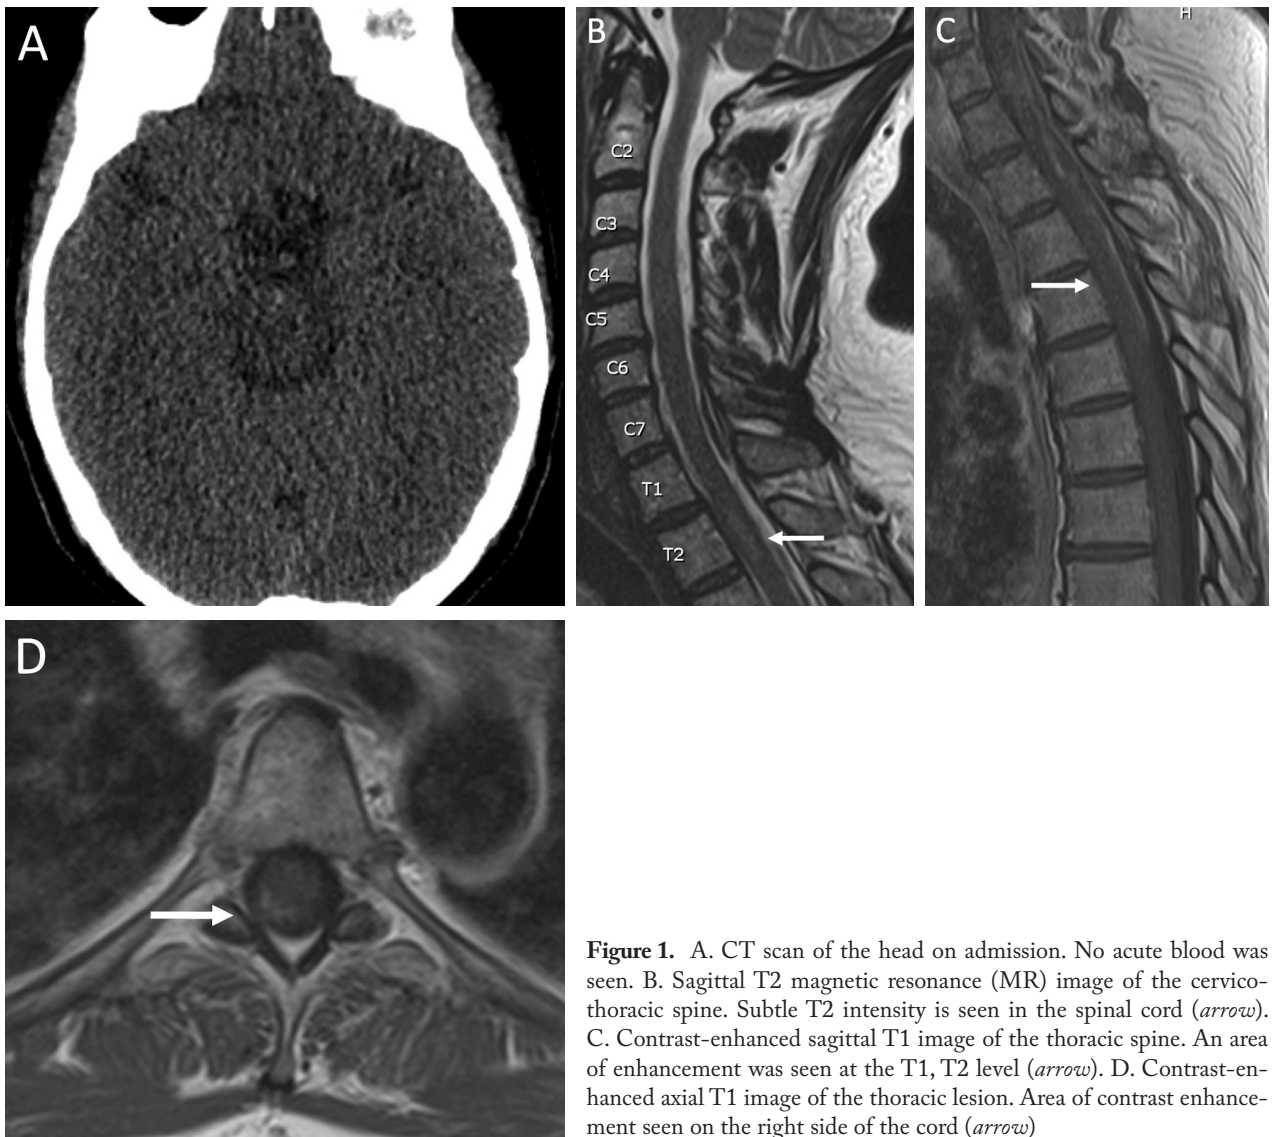 A
B
C
H
C2
C3
C4
C5
C6
C7
T1
T2
D
Figure 1. A. CT scan of the head on admission. No acute blood was
seen. B. Sagittal T2 magnetic resonance (MR) image of the cervico-
thoracic spine. Subtle T2 intensity is seen in the spinal cord (arrow).
C. Contrast-enhanced sagittal T1 image of the thoracic spine. An area
of enhancement was seen at the T1, T2 level (arrow). D. Contrast-en-
hanced axial T1 image of the thoracic lesion. Area of contrast enhance-
ment seen on the right side of the cord (arrow)